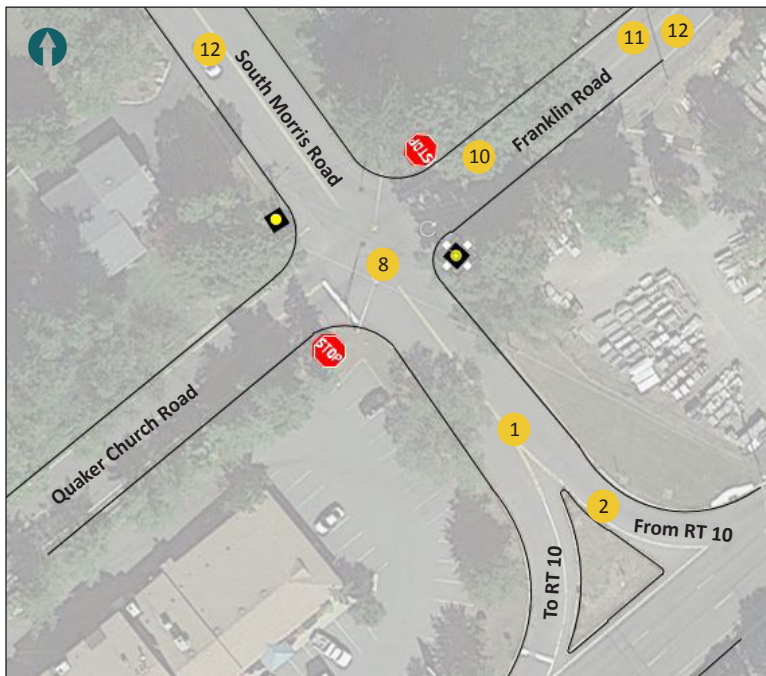 12
11
12
South Morris Road
Franklin Road
STOP
10
8
STOP
Quaker Church Road
1
2
From RT 10
To RT 10